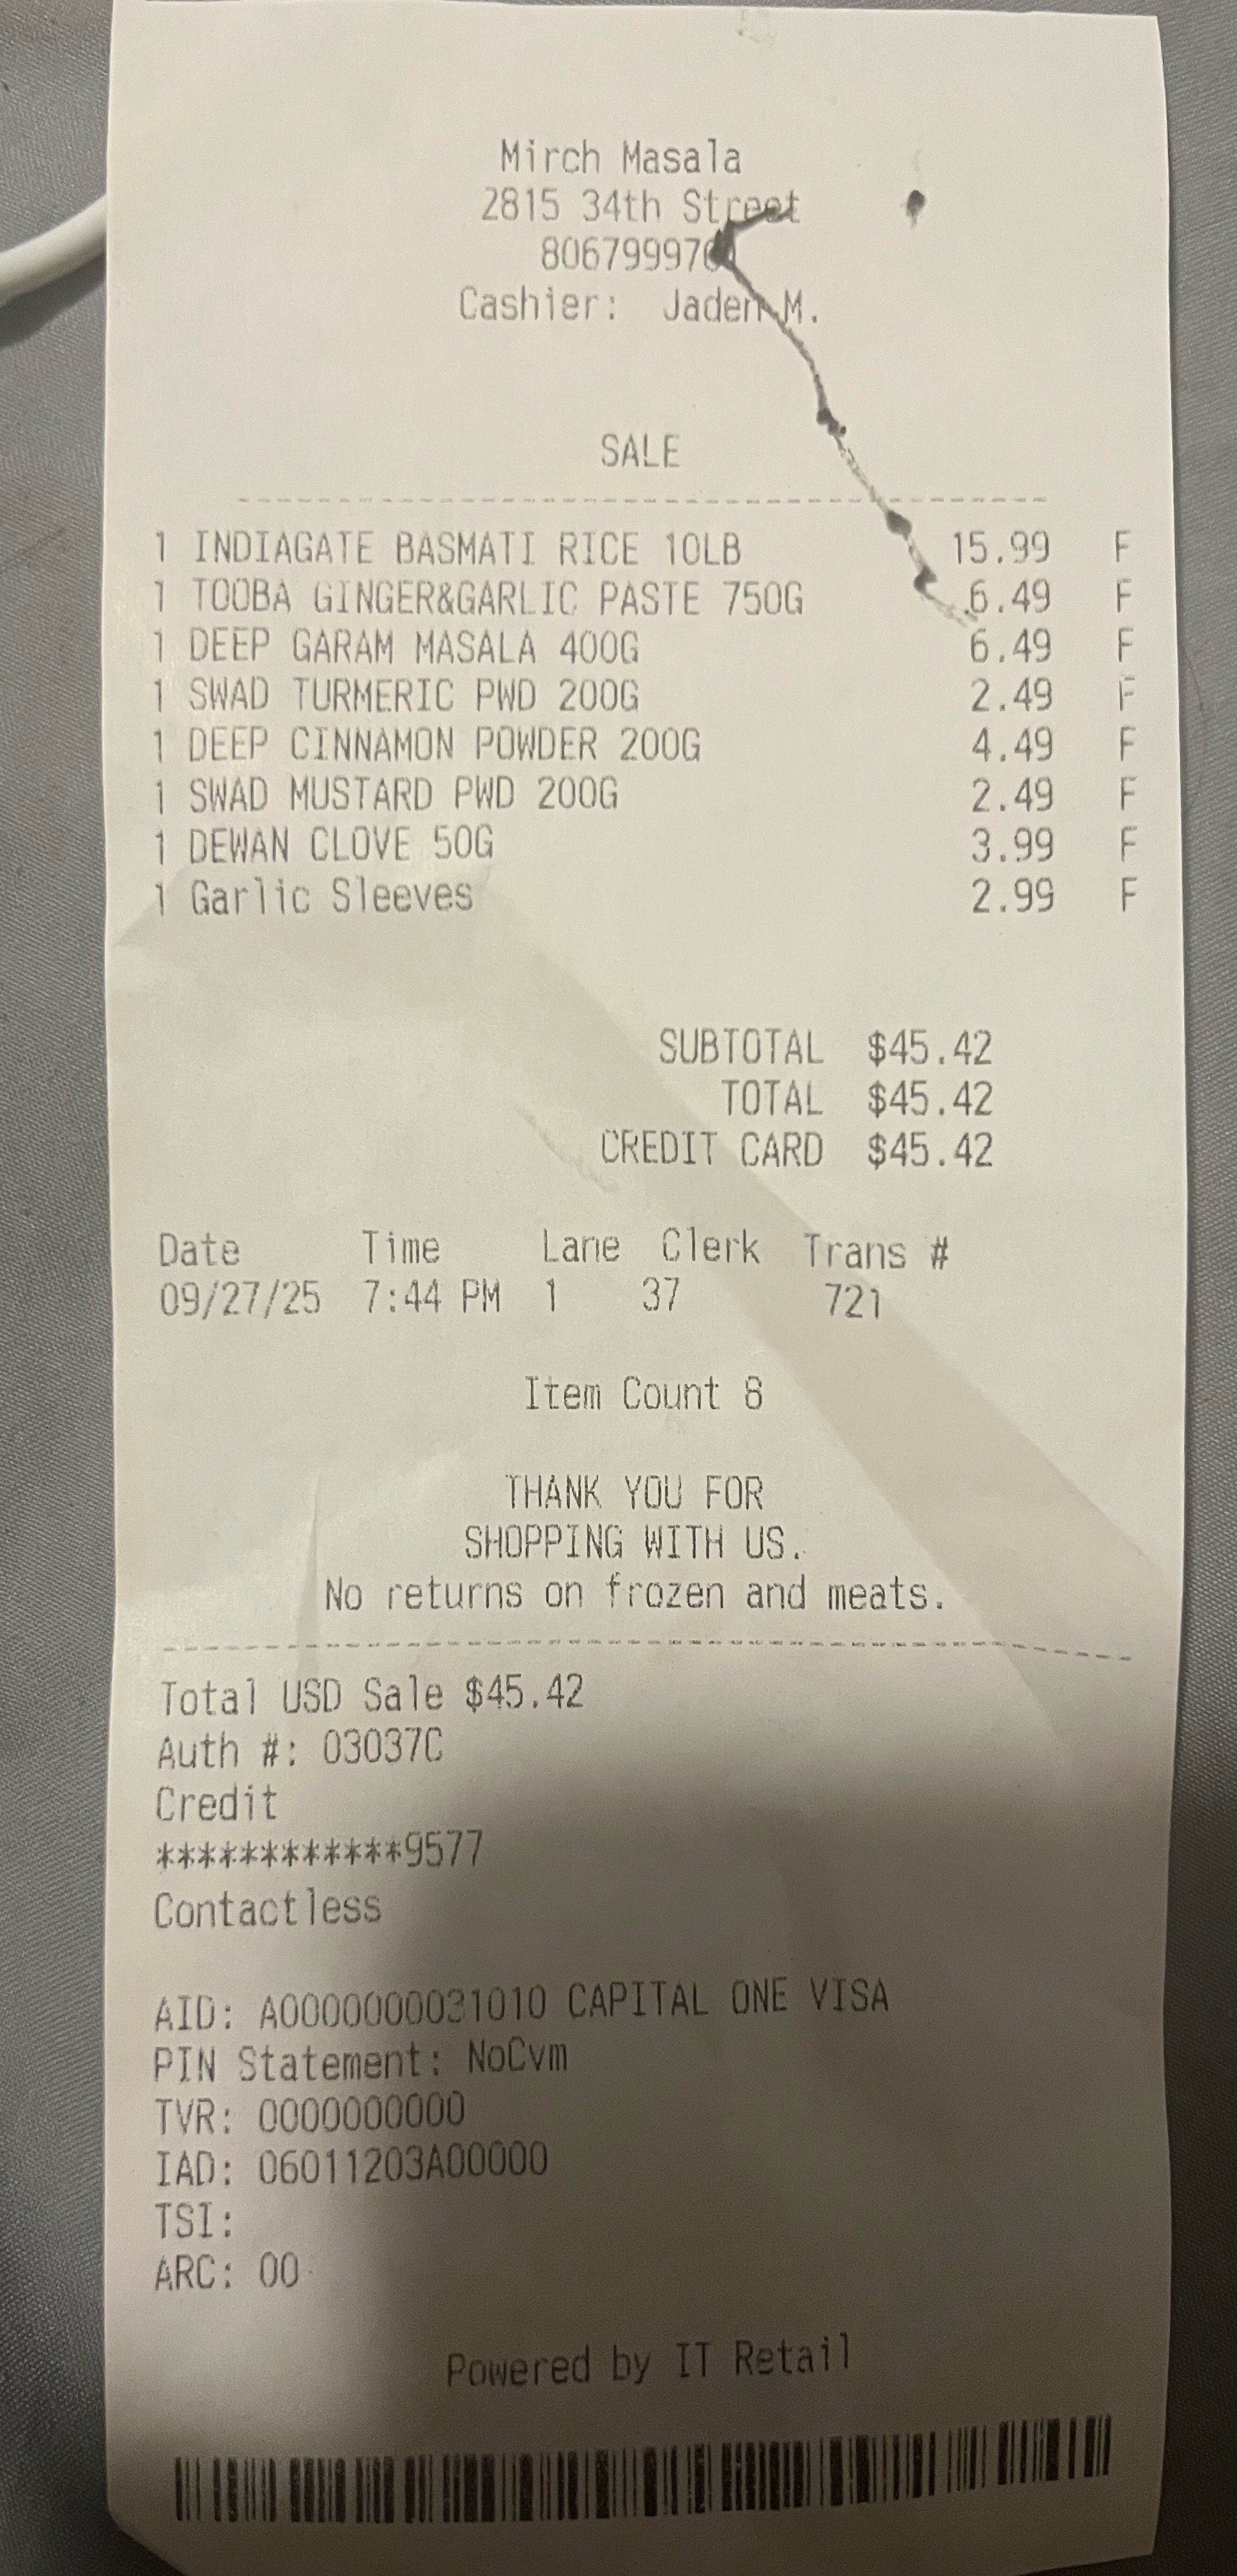 Mirch Masala
2815 34th Street
Cashier: Jaden M.
SALE
1 INDIAGATE BASMATI RICE 10LB 15.99 F
1 TOOBA GINGER&GARLIC PASTE 750G 6.49 F
1 DEEP GARAM MASALA 400G 6.49 F
1 SWAD TURMERIC PWD 200G 2.49 F
1 DEEP CINNAMON POWDER 200G 4.49 F
1 SWAD MUSTARD PWD 200G 2.49 F
1 DEWAN CLOVE 50G 3.99 F
1 Garlic Sleeves 2.99 F
SUBTOTAL $45.42
TOTAL $45.42
CREDIT CARD $45.42
Date Time Lane Clerk Trans #
09/27/25 7:44 PM 1 37 721
Item Count 8
THANK YOU FOR
SHOPPING WITH US.
No returns on frozen and meats.
Total USD Sale $45.42
Auth #: 03037C
Credit
************9577
Contactless
AID: A0000000031010 CAPITAL ONE VISA
PIN Statement: NoCvm
TVR: 0000000000
IAD: 06011203A00000
TSI:
ARC: 00
Powered by IT Retail